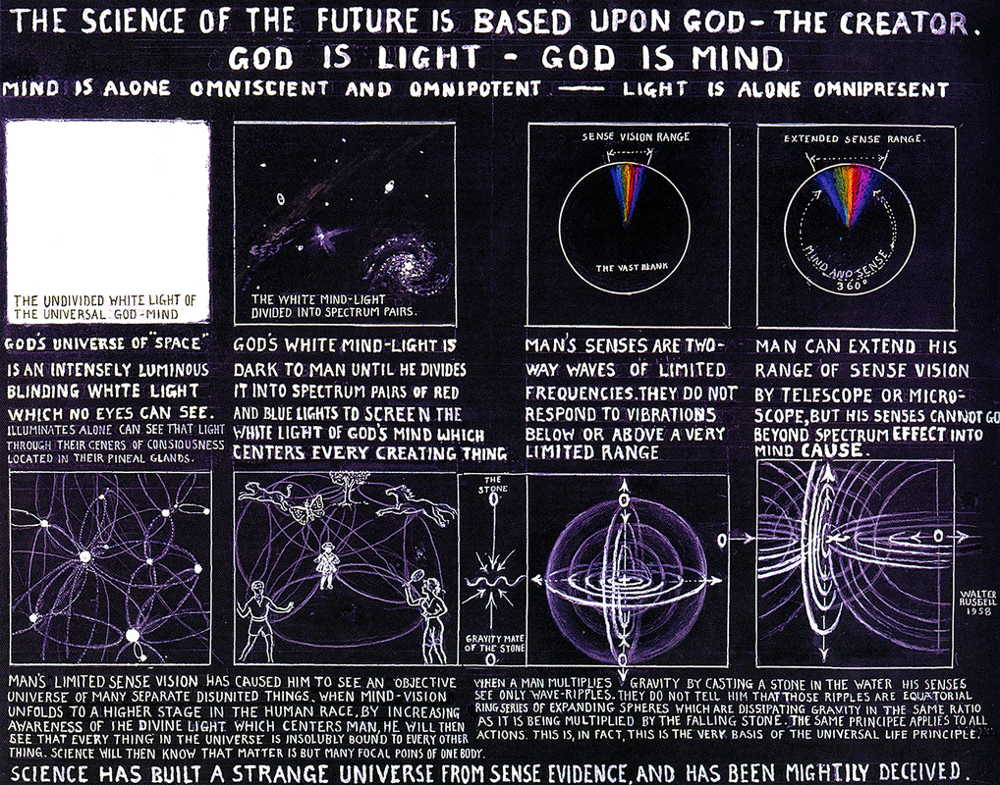 THE SCIENCE OF THE FUTURE IS BASED UPON GOD - THE CREATOR.
GOD IS LIGHT - GOD IS MIND
MIND IS ALONE OMNISCIENT AND OMNIPOTENT — LIGHT IS ALONE OMNIPRESENT
THE UNDIVIDED WHITE LIGHT OF
THE UNIVERSAL GOD-MIND
THE WHITE MIND-LIGHT
DIVIDED INTO SPECTRUM PAIRS.
SENSE VISION RANGE
THE VAST BLANK
EXTENDED SENSE RANGE.
MIND AND SENSE
360°
GOD'S UNIVERSE OF "SPACE"
IS AN INTENSELY LUMINOUS
BLINDING WHITE LIGHT
WHICH NO EYES CAN SEE.
ILLUMINATES ALONE CAN SEE THAT LIGHT
THROUGH THEIR CENERS OF CONSIOUSNESS
LOCATED IN THEIR PINEAL GLANDS.
GOD'S WHITE MIND-LIGHT IS
DARK TO MAN UNTIL HE DIVIDES
IT INTO SPECTRUM PAIRS OF RED
AND BLUE LIGHTS TO SCREEN THE
WHITE LIGHT OF GOD'S MIND WHICH
CENTERS EVERY CREATING THING
MAN'S SENSES ARE TWO-
WAY WAVES OF LIMITED
FREQUENCIES. THEY DO NOT
RESPOND TO VIBRATIONS
BELOW OR ABOVE A VERY
LIMITED RANGE
MAN CAN EXTEND HIS
RANGE OF SENSE VISION
BY TELESCOPE OR MICRO-
SCOPE, BUT HIS SENSES CANNOT GO
BEYOND SPECTRUM EFFECT INTO
MIND CAUSE.
THE
STONE
0
GRAVITY MATE
OF THE STONE
0
0
0
0
0
WALTER
RUSSELL
1958
MAN'S LIMITED SENSE VISION HAS CAUSED HIM TO SEE AN OBJECTIVE
UNIVERSE OF MANY SEPARATE DISUNITED THINGS. WHEN MIND-VISION
UNFOLDS TO A HIGHER STAGE IN THE HUMAN RACE, BY INCREASING
AWARENESS OF THE DIVINE LIGHT WHICH CENTERS MAN, HE WILL THEN
SEE THAT EVERY THING IN THE UNIVERSE IS INSOLUBLY BOUND TO EVERY OTHER
THING. SCIENCE WILL THEN KNOW THAT MATTER IS BUT MANY FOCAL POINS OF ONE BODY.
WHEN A MAN MULTIPLIES GRAVITY BY CASTING A STONE IN THE WATER HIS SENSES
SEE ONLY WAVE-RIPPLES. THEY DO NOT TELL HIM THAT THOSE RIPPLES ARE EQUATORIAL
RING SERIES OF EXPANDING SPHERES WHICH ARE DISSIPATING GRAVITY IN THE SAME RATIO
AS IT IS BEING MULTIPLIED BY THE FALLING STONE. THE SAME PRINCIPEE APPLIES TO ALL
ACTIONS. THIS IS, IN FACT, THIS IS THE VERY BASIS OF THE UNIVERSAL LIFE PRINCIPLE.
SCIENCE HAS BUILT A STRANGE UNIVERSE FROM SENSE EVIDENCE, AND HAS BEEN MIGHTILY DECEIVED.